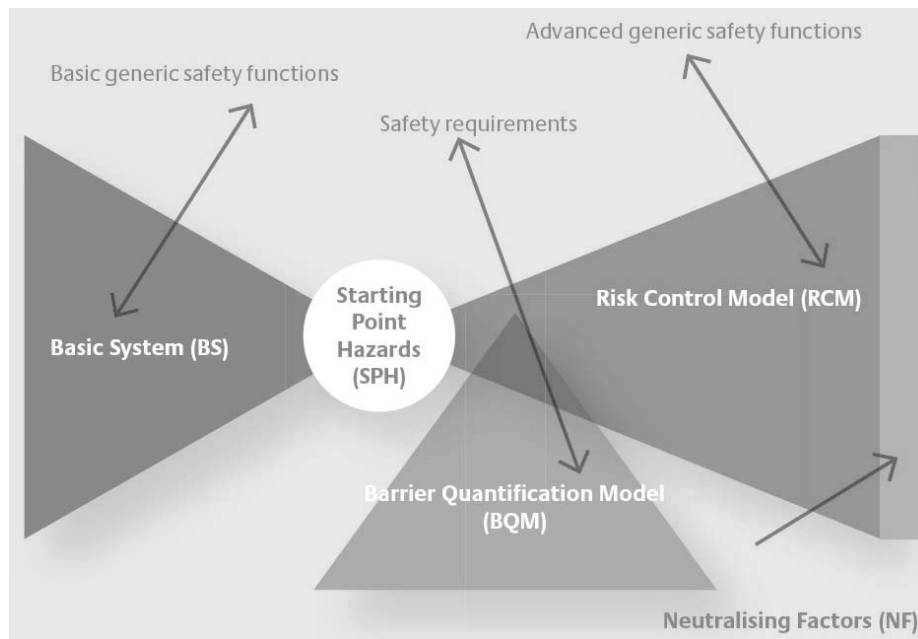 Advanced generic safety functions
Basic generic safety functions
Safety requirements
Starting
Point
Hazards
(SPH)
Risk Control Model (RCM)
Basic System (BS)
Barrier Quantification Model
(BQM)
Neutralising Factors (NF)